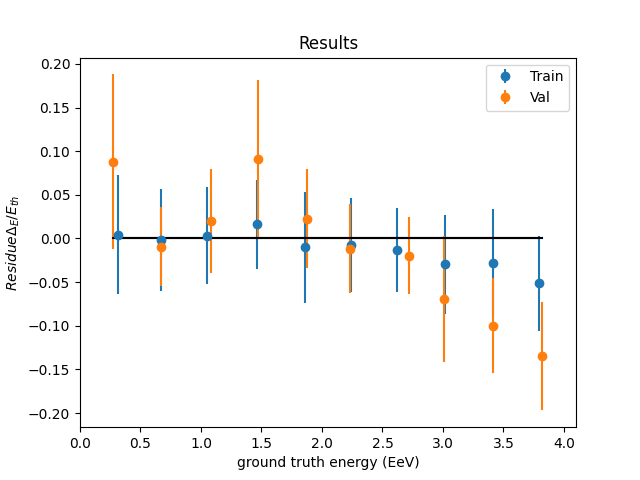 Results
0.20
0.15
0.10
0.05
0.00
−0.05
−0.10
−0.15
−0.20
ResidueΔ_E/E_th
Train
Val
0.0 0.5 1.0 1.5 2.0 2.5 3.0 3.5 4.0
ground truth energy (EeV)